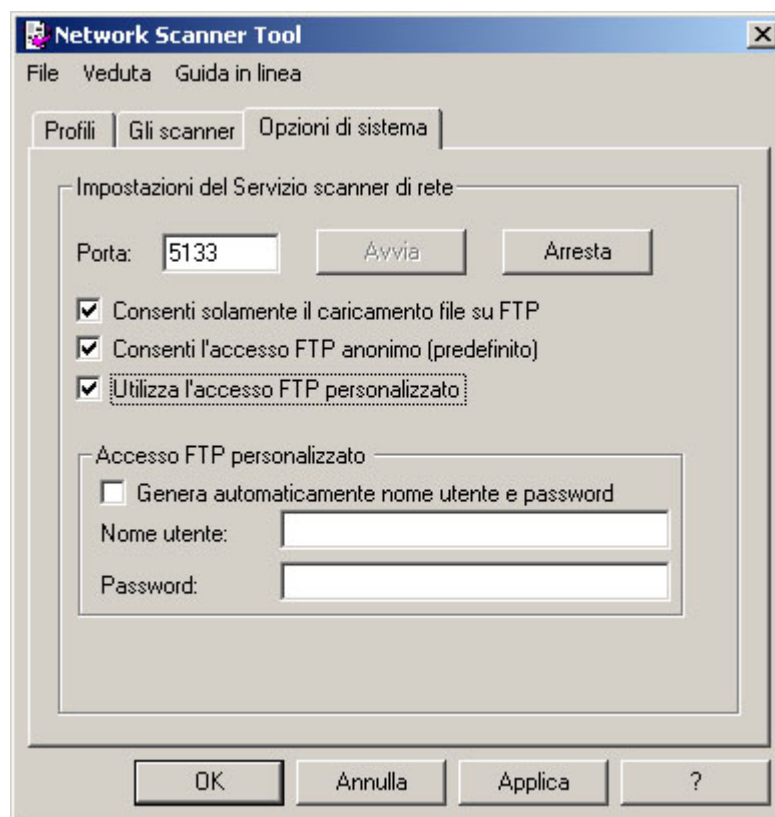 Network Scanner Tool
File Veduta Guida in linea
Profili Gli scanner Opzioni di sistema
Impostazioni del Servizio scanner di rete
Porta: 5133 Avvia Arresta
Consenti solamente il caricamento file su FTP
Consenti l'accesso FTP anonimo (predefinito)
Utilizza l'accesso FTP personalizzato
Accesso FTP personalizzato
Genera automaticamente nome utente e password
Nome utente:
Password:
OK Annulla Applica ?